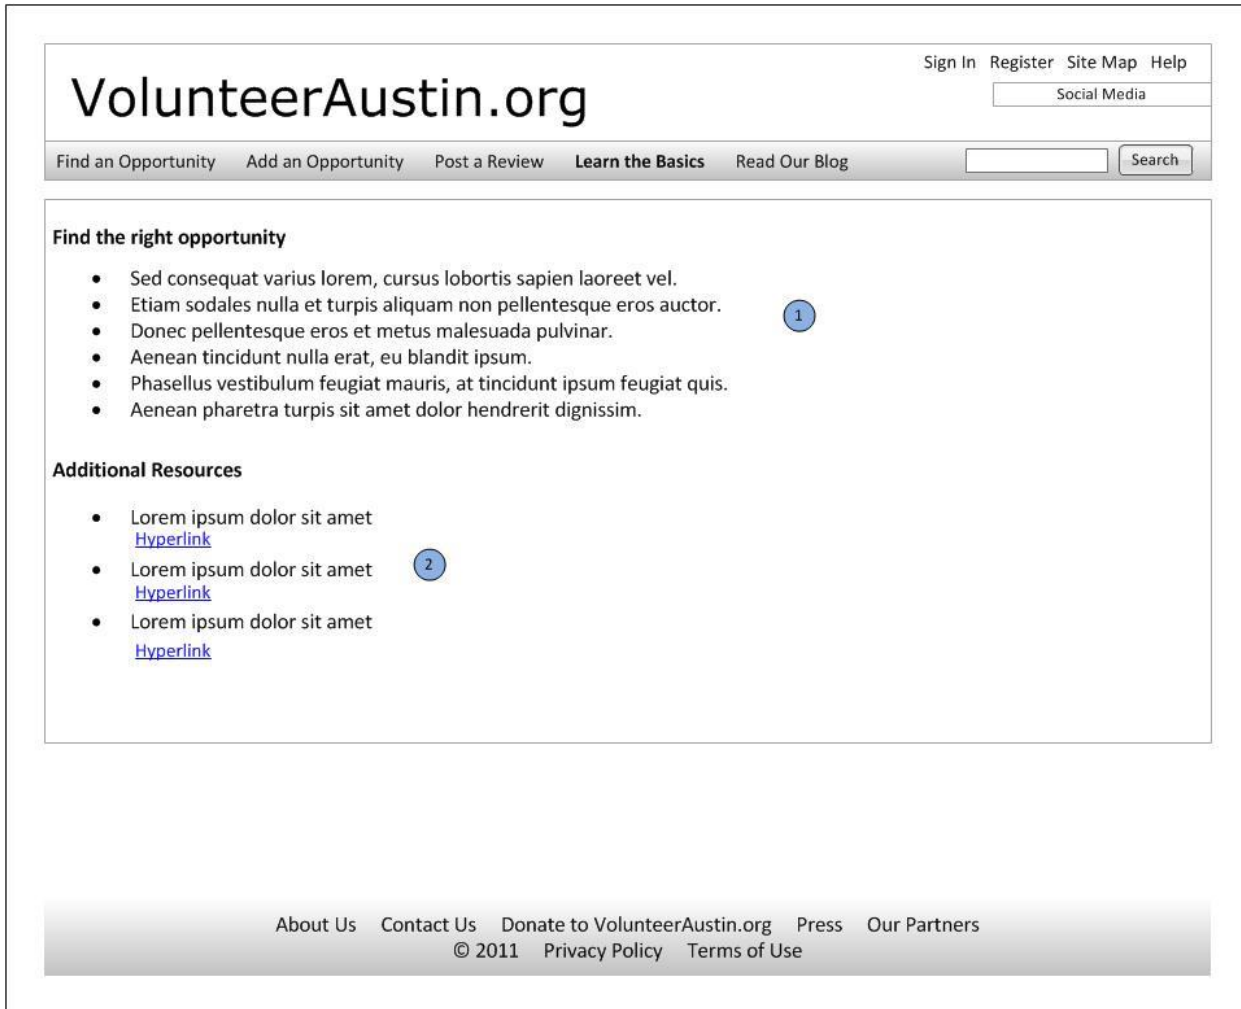 Sign In Register Site Map Help
VolunteerAustin.org
Social Media
Find an Opportunity Add an Opportunity Post a Review Learn the Basics Read Our Blog Search
Find the right opportunity
• Sed consequat varius lorem, cursus lobortis sapien laoreet vel.
• Etiam sodales nulla et turpis aliquam non pellentesque eros auctor.
1
• Donec pellentesque eros et metus malesuada pulvinar.
• Aenean tincidunt nulla erat, eu blandit ipsum.
• Phasellus vestibulum feugiat mauris, at tincidunt ipsum feugiat quis.
• Aenean pharetra turpis sit amet dolor hendrerit dignissim.
Additional Resources
• Lorem ipsum dolor sit amet
Hyperlink
• Lorem ipsum dolor sit amet
2
Hyperlink
• Lorem ipsum dolor sit amet
Hyperlink
About Us Contact Us Donate to VolunteerAustin.org Press Our Partners
© 2011 Privacy Policy Terms of Use